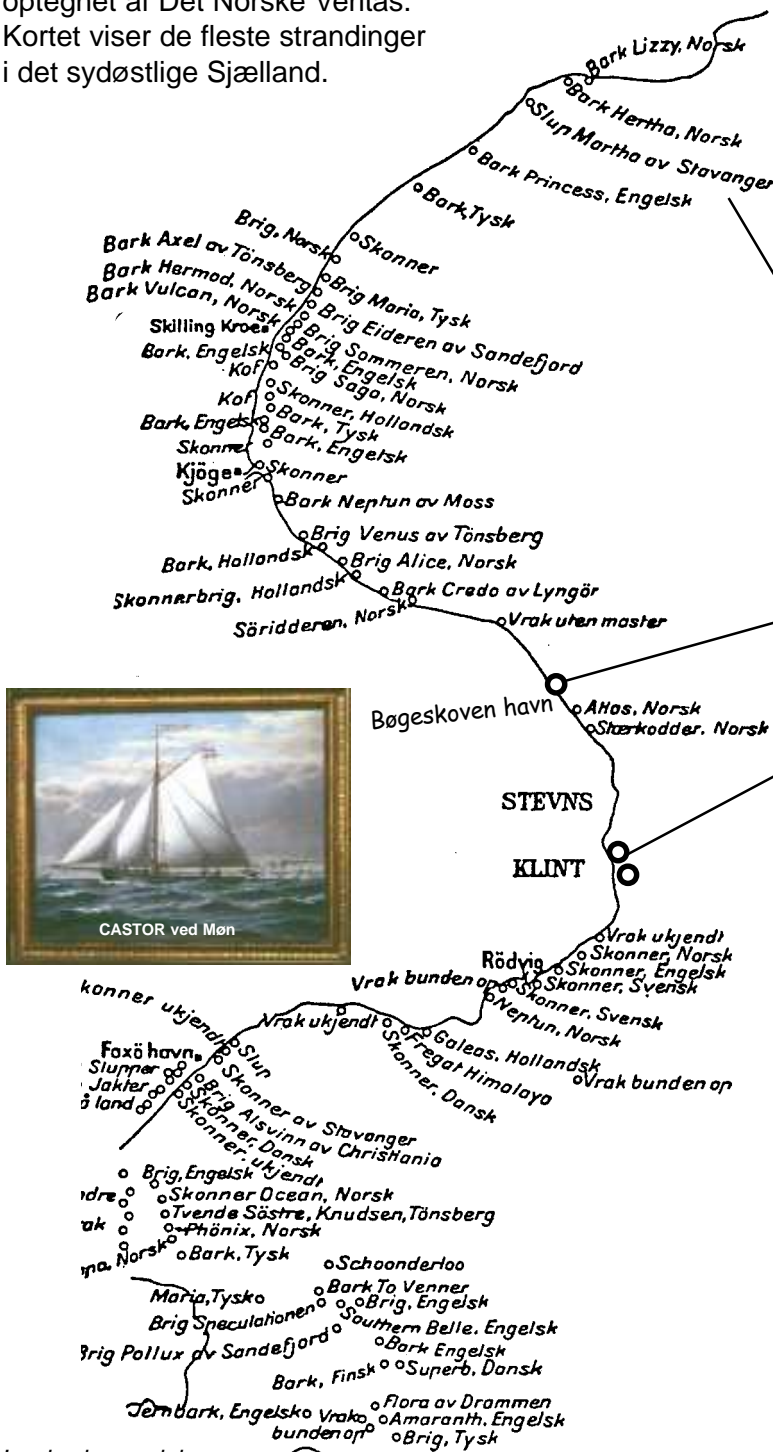 optegnet af Det Norske Veritas.
Kortet viser de fleste strandinger
i det sydøstlige Sjælland.
Bark Lizzy, Norsk
Bark Hertha, Norsk
Slup Martha av Stavanger
Bark Princess, Engelsk
Bark, Tysk
Brig, Norsk
Skonner
Bark Axel av Tönsberg
Brig Maria, Tysk
Bark Hermod, Norsk
Brig Eideren av Sandefjord
Bark Vulcan, Norsk
Brig Sommeren, Norsk
Skilling Kroe
Bark, Engelsk
Bark, Engelsk
Brig Saga, Norsk
Kof
Skonner, Hollandsk
Kof
Bark, Tysk
Bark, Engelsk
Bark, Engelsk
Skonner
Skonner
Kjöge
Skonner
Bark Neptun av Moss
Brig Venus av Tönsberg
Bark, Hollandsk
Brig Alice, Norsk
Skonnerbrig, Hollandsk
Bark Credo av Lyngör
Söridderen, Norsk
Vrak uten master
Bøgeskoven havn
Attas, Norsk
Stærkodder, Norsk
STEVNS
KLINT
CASTOR ved Møn
Vrak ukjendt
Skonner, Norsk
Rödvig
Skonner, Engelsk
Vrak bunden op
Skonner, Svensk
Skonner, Svensk
Neptun, Norsk
konner ukjendt
Vrak ukjendt
Galeas, Hollandsk
Fregat Himalaya
Skonner, Dansk
Vrak bunden op
Faxö havn
Slup
Slupper
Jakter
å land
Skonner av Stavanger
Brig Alsvinn av Christiania
Skonner, Dansk
Skonner, ukjendt
Brig, Engelsk
ndre
Skonner Ocean, Norsk
Tvende Söstre, Knudsen, Tönsberg
rak
Phönix, Norsk
na, Norsk
Bark, Tysk
Schoonderloo
Maria, Tysk
Bark To Venner
Brig, Engelsk
Brig Speculationen
Southern Belle, Engelsk
Brig Pollux av Sandefjord
Bark Engelsk
Bark, Finsk
Superb, Dansk
Flora av Drammen
Jernbark, Engelsk
Vrak
bunden op
Amaranth, Engelsk
Brig, Tysk